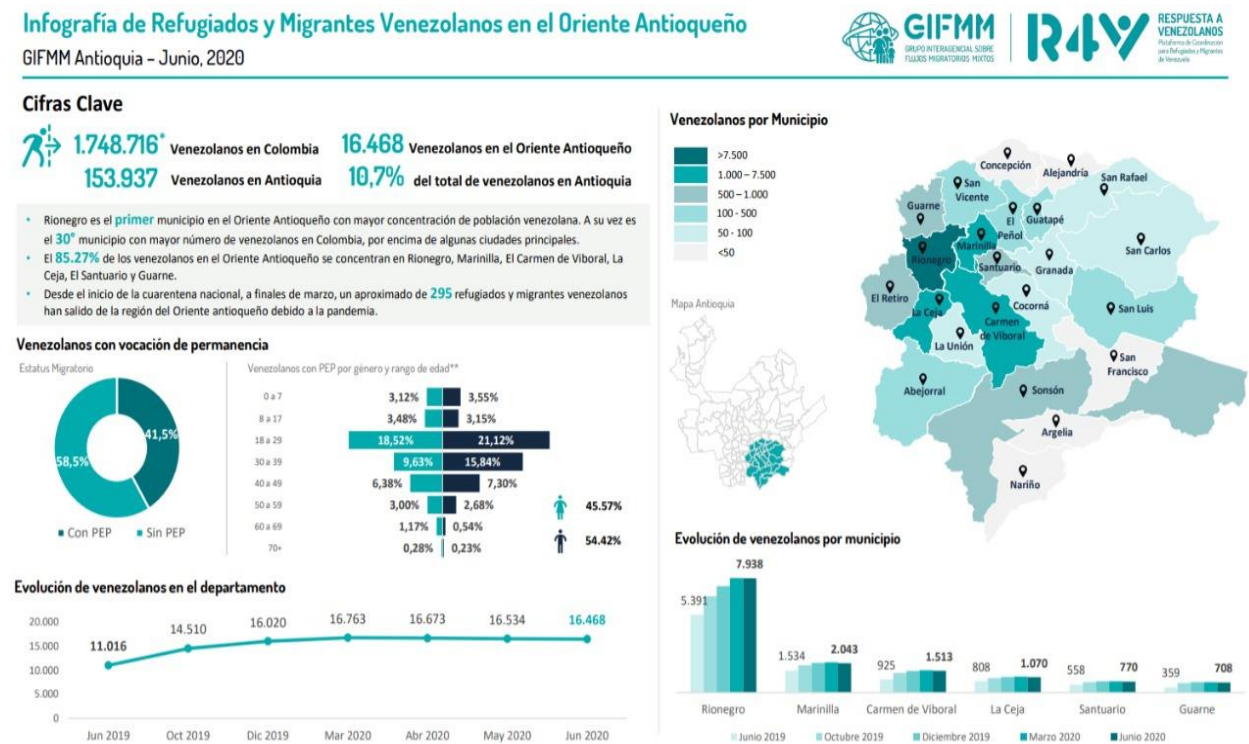 Infografía de Refugiados y Migrantes Venezolanos en el Oriente Antioqueño
GIFMM Antioquia – Junio, 2020
GIFMM
GRUPO INTERAGENCIAL SOBRE
FLUJOS MIGRATORIOS MIXTOS
R4V
RESPUESTA A
VENEZOLANOS
Plataforma de Coordinación
para Refugiados y Migrantes
de Venezuela
Cifras Clave
1.748.716* Venezolanos en Colombia
16.468 Venezolanos en el Oriente Antioqueño
153.937 Venezolanos en Antioquia
10,7% del total de venezolanos en Antioquia
• Rionegro es el primer municipio en el Oriente Antioqueño con mayor concentración de población venezolana. A su vez es
el 30° municipio con mayor número de venezolanos en Colombia, por encima de algunas ciudades principales.
• El 85.27% de los venezolanos en el Oriente Antioqueño se concentran en Rionegro, Marinilla, El Carmen de Viboral, La
Ceja, El Santuario y Guarne.
• Desde el inicio de la cuarentena nacional, a finales de marzo, un aproximado de 295 refugiados y migrantes venezolanos
han salido de la región del Oriente antioqueño debido a la pandemia.
Venezolanos con vocación de permanencia
Estatus Migratorio
41,5%
58,5%
Con PEP
Sin PEP
Venezolanos con PEP por género y rango de edad**
0 a 7 3,12% 3,55%
8 a 17 3,48% 3,15%
18 a 29 18,52% 21,12%
30 a 39 9,63% 15,84%
40 a 49 6,38% 7,30%
50 a 59 3,00% 2,68%
60 a 69 1,17% 0,54%
70+ 0,28% 0,23%
45.57%
54.42%
Evolución de venezolanos en el departamento
20.000
15.000
10.000
5.000
0
11.016
14.510
16.020
16.763
16.673
16.534
16.468
Jun 2019
Oct 2019
Dic 2019
Mar 2020
Abr 2020
May 2020
Jun 2020
Venezolanos por Municipio
>7.500
1.000 – 7.500
500 – 1.000
100 - 500
50 - 100
<50
Mapa Antioquia
Concepción
Alejandría
San Rafael
San
Vicente
Guarne
El
Peñol
Guatapé
Marinilla
Rionegro
San Carlos
Santuario
Granada
El Retiro
La Ceja
Cocorná
San Luis
Carmen
de Viboral
La Unión
San
Francisco
Abejorral
Sonsón
Argelia
Nariño
Evolución de venezolanos por municipio
5.391
7.938
1.534
2.043
925
1.513
808
1.070
558
770
359
708
Rionegro
Marinilla
Carmen de Viboral
La Ceja
Santuario
Guarne
Junio 2019
Octubre 2019
Diciembre 2019
Marzo 2020
Junio 2020